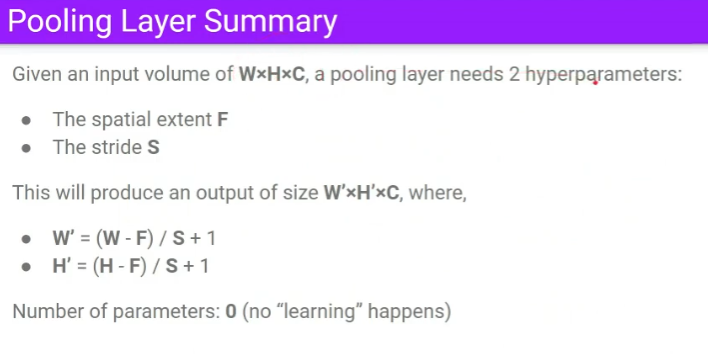 Pooling Layer Summary
Given an input volume of W×H×C, a pooling layer needs 2 hyperparameters:
● The spatial extent F
● The stride S
This will produce an output of size W'×H'×C, where,
● W' = (W - F) / S + 1
● H' = (H - F) / S + 1
Number of parameters: 0 (no “learning” happens)